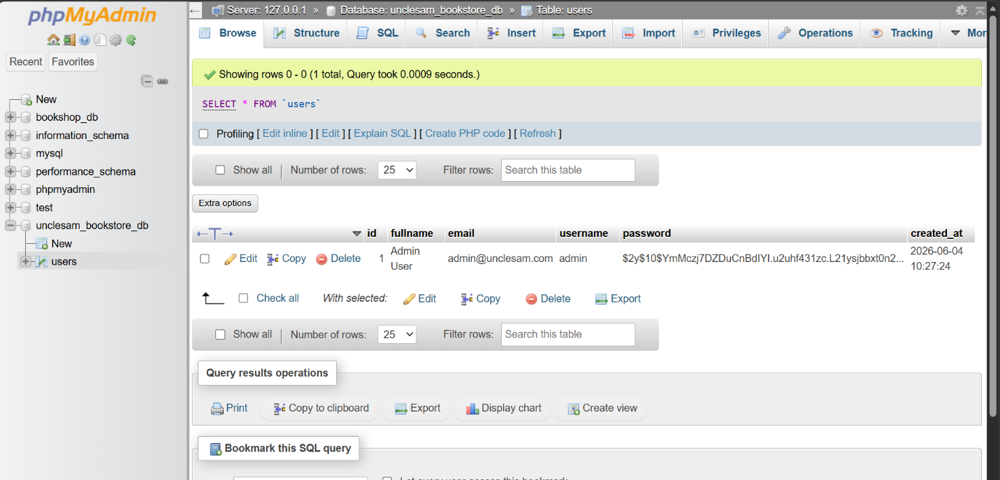 phpMyAdmin
Recent Favorites
New
bookshop_db
information_schema
mysql
performance_schema
phpmyadmin
test
unclesam_bookstore_db
New
users
Server: 127.0.0.1 » Database: unclesam_bookstore_db » Table: users
Browse Structure SQL Search Insert Export Import Privileges Operations Tracking Mor
Showing rows 0 - 0 (1 total, Query took 0.0009 seconds.)
SELECT * FROM `users`
Profiling [ Edit inline ] [ Edit ] [ Explain SQL ] [ Create PHP code ] [ Refresh ]
Show all | Number of rows: 25 Filter rows: Search this table
Extra options
←T→ id fullname email username password created_at
Edit Copy Delete 1 Admin User admin@unclesam.com admin $2y$10$YmMczj7DZDuCnBdIYI.u2uhf431zc.L21ysjbbxt0n2... 2026-06-04 10:27:24
Check all With selected: Edit Copy Delete Export
Show all | Number of rows: 25 Filter rows: Search this table
Query results operations
Print Copy to clipboard Export Display chart Create view
Bookmark this SQL query